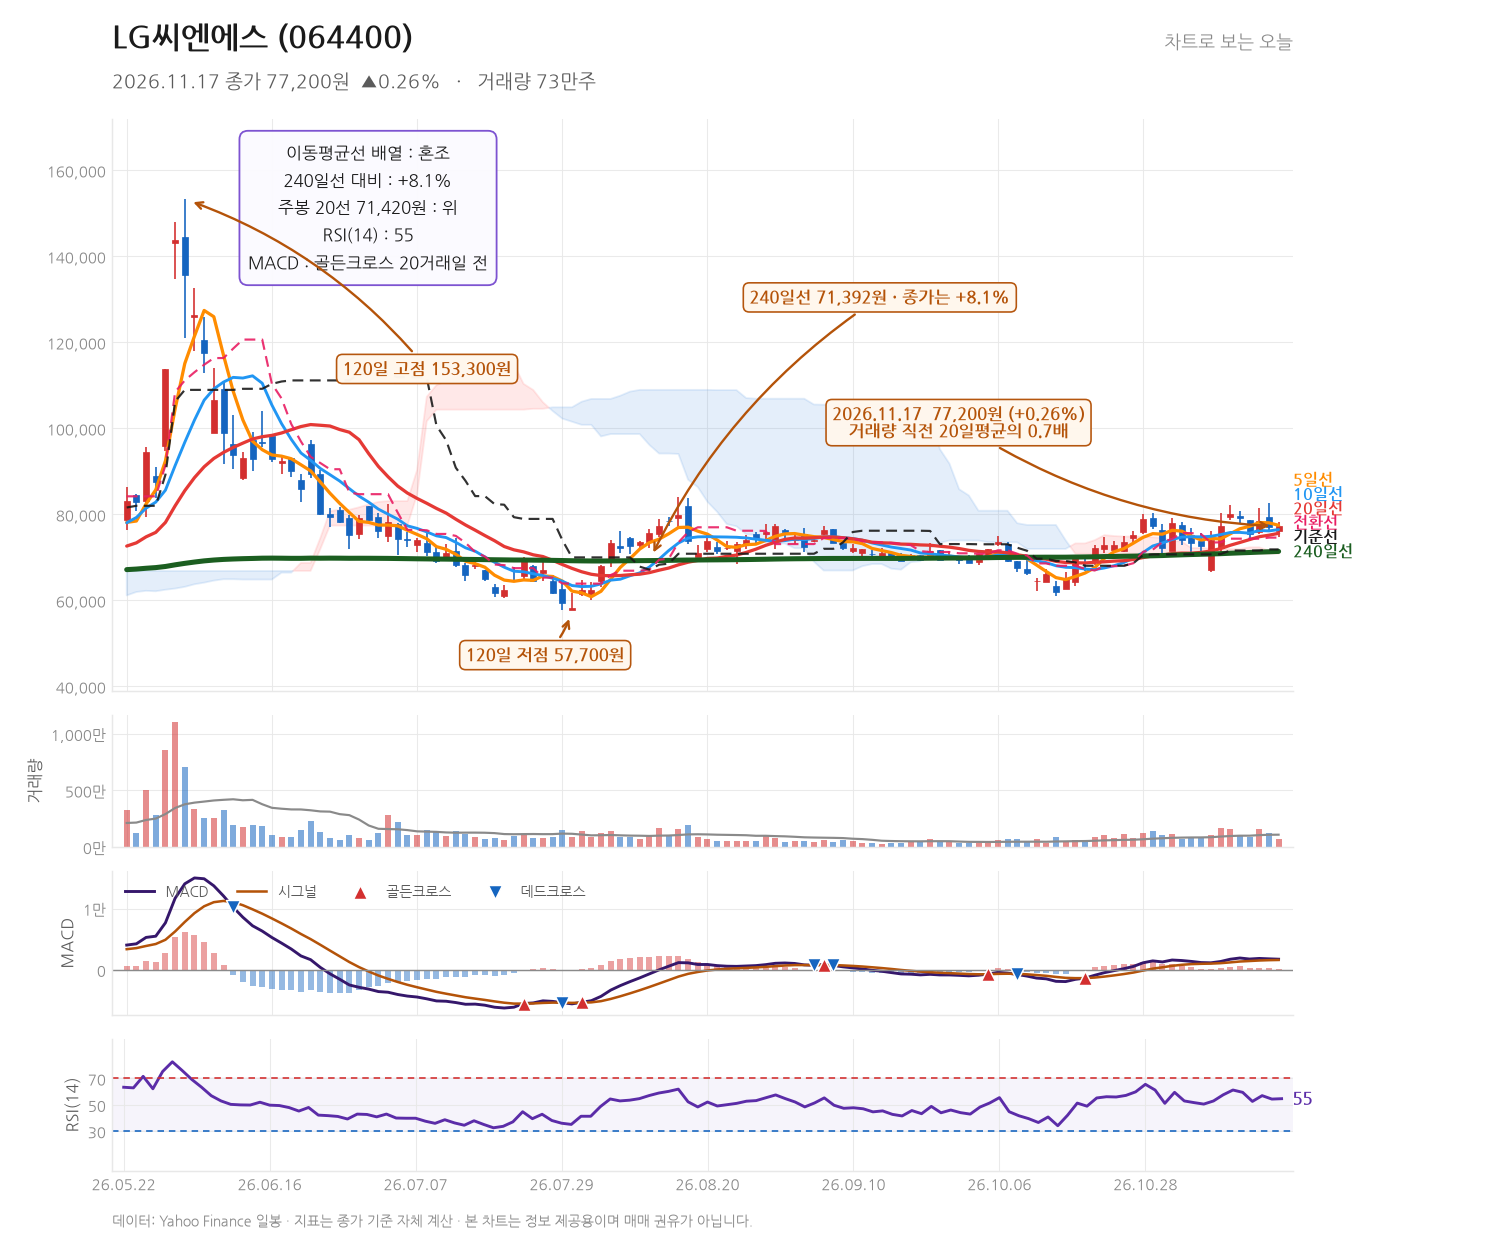 LG씨엔에스 (064400)
차트로 보는 오늘
2026.11.17 종가 77,200원 ▲0.26% · 거래량 73만주
이동평균선 배열 : 혼조
240일선 대비 : +8.1%
주봉 20선 71,420원 : 위
RSI(14) : 55
MACD : 골든크로스 20거래일 전
160,000
140,000
120,000
100,000
80,000
60,000
40,000
240일선 71,392원 · 종가는 +8.1%
120일 고점 153,300원
2026.11.17 77,200원 (+0.26%)
거래량 직전 20일평균의 0.7배
120일 저점 57,700원
5일선
10일선
20일선
전환선
기준선
240일선
거래량
1,000만
500만
0만
MACD
1만
0
MACD
시그널
골든크로스
데드크로스
RSI(14)
70
50
30
55
26.05.22
26.06.16
26.07.07
26.07.29
26.08.20
26.09.10
26.10.06
26.10.28
데이터: Yahoo Finance 일봉 · 지표는 종가 기준 자체 계산 · 본 차트는 정보 제공용이며 매매 권유가 아닙니다.